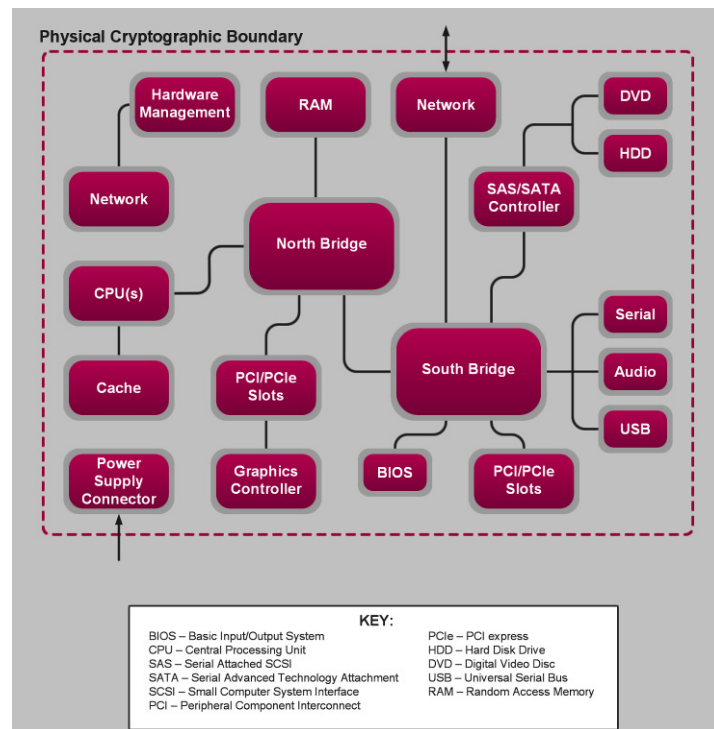 Physical Cryptographic Boundary
Hardware
Management
RAM
Network
DVD
HDD
Network
SAS/SATA
Controller
North Bridge
CPU(s)
Serial
Cache
PCI/PCIe
Slots
South Bridge
Audio
USB
Power
Supply
Connector
Graphics
Controller
BIOS
PCI/PCIe
Slots
KEY:
BIOS – Basic Input/Output System
CPU – Central Processing Unit
SAS – Serial Attached SCSI
SATA – Serial Advanced Technology Attachment
SCSI – Small Computer System Interface
PCI – Peripheral Component Interconnect
PCIe – PCI express
HDD – Hard Disk Drive
DVD – Digital Video Disc
USB – Universal Serial Bus
RAM – Random Access Memory